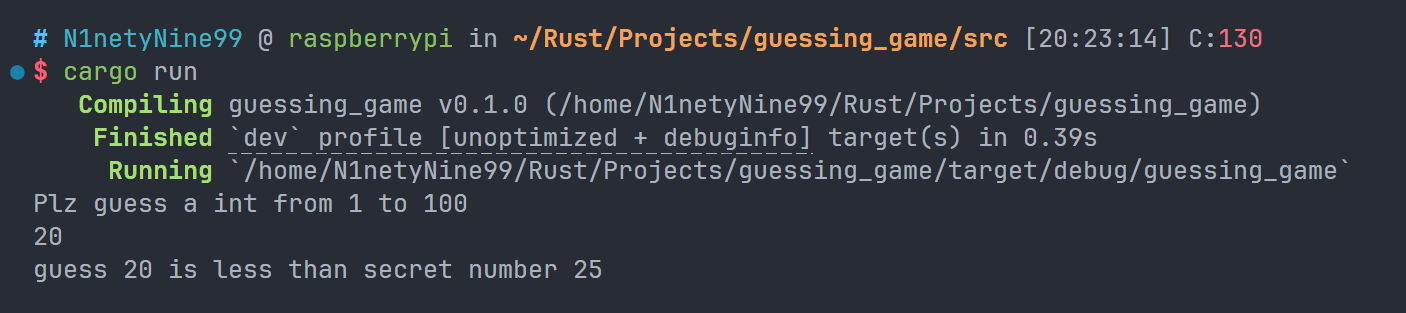 # N1netyNine99 @ raspberrypi in ~/Rust/Projects/guessing_game/src [20:23:14] C:130
$ cargo run
   Compiling guessing_game v0.1.0 (/home/N1netyNine99/Rust/Projects/guessing_game)
    Finished `dev` profile [unoptimized + debuginfo] target(s) in 0.39s
     Running `/home/N1netyNine99/Rust/Projects/guessing_game/target/debug/guessing_game`
Plz guess a int from 1 to 100
20
guess 20 is less than secret number 25